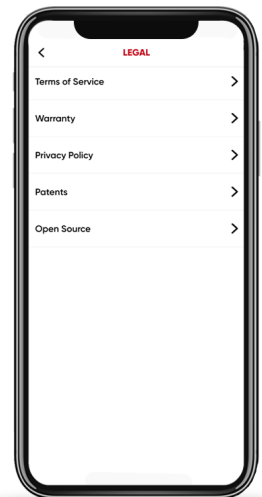 LEGAL
Terms of Service
Warranty
Privacy Policy
Patents
Open Source